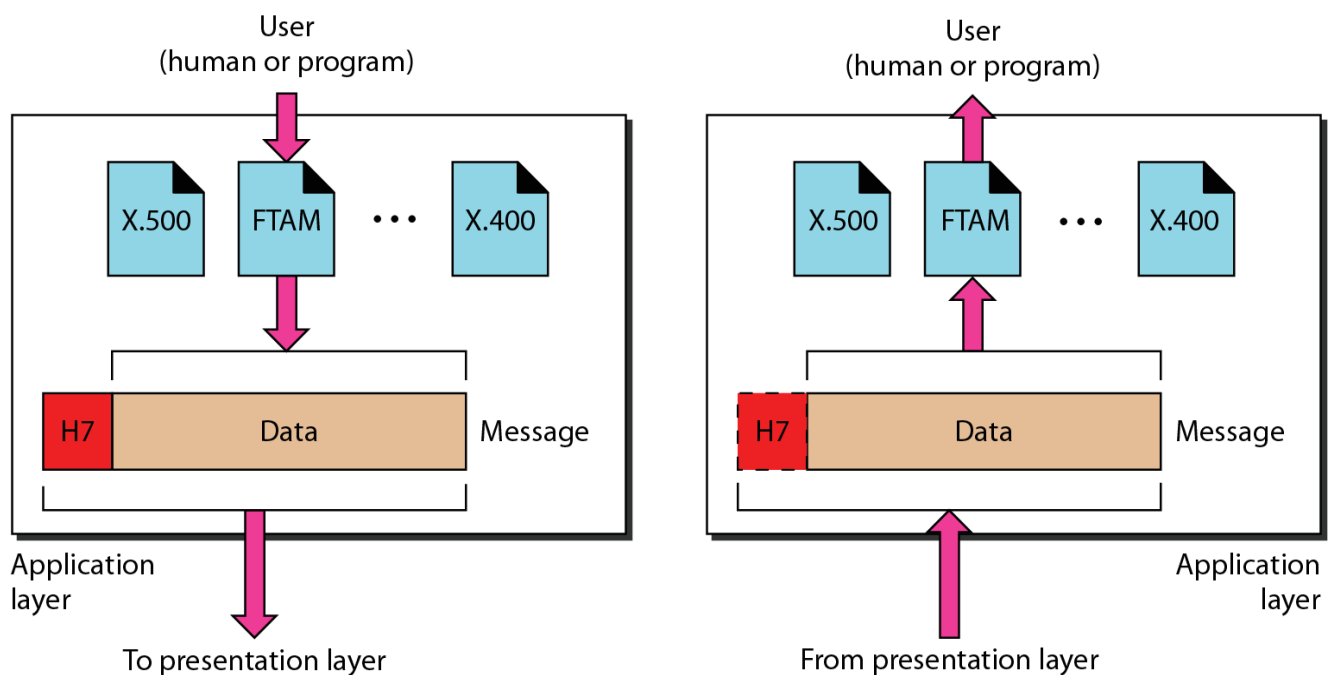 User
(human or program)
X.500
FTAM
...
X.400
H7
Data
Message
Application
layer
To presentation layer
User
(human or program)
X.500
FTAM
...
X.400
H7
Data
Message
Application
layer
From presentation layer